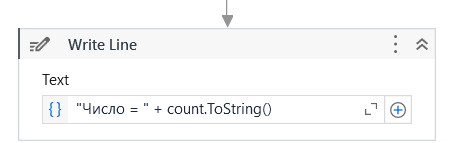 Write Line
Text
{} "Число = " + count.ToString()